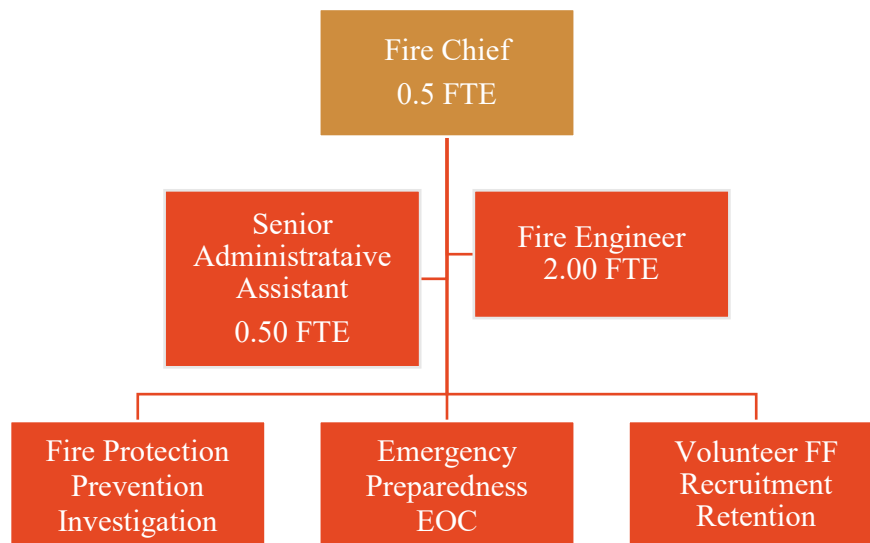 Fire Chief
0.5 FTE
Senior
Administrataive
Assistant
0.50 FTE
Fire Engineer
2.00 FTE
Fire Protection
Prevention
Investigation
Emergency
Preparedness
EOC
Volunteer FF
Recruitment
Retention